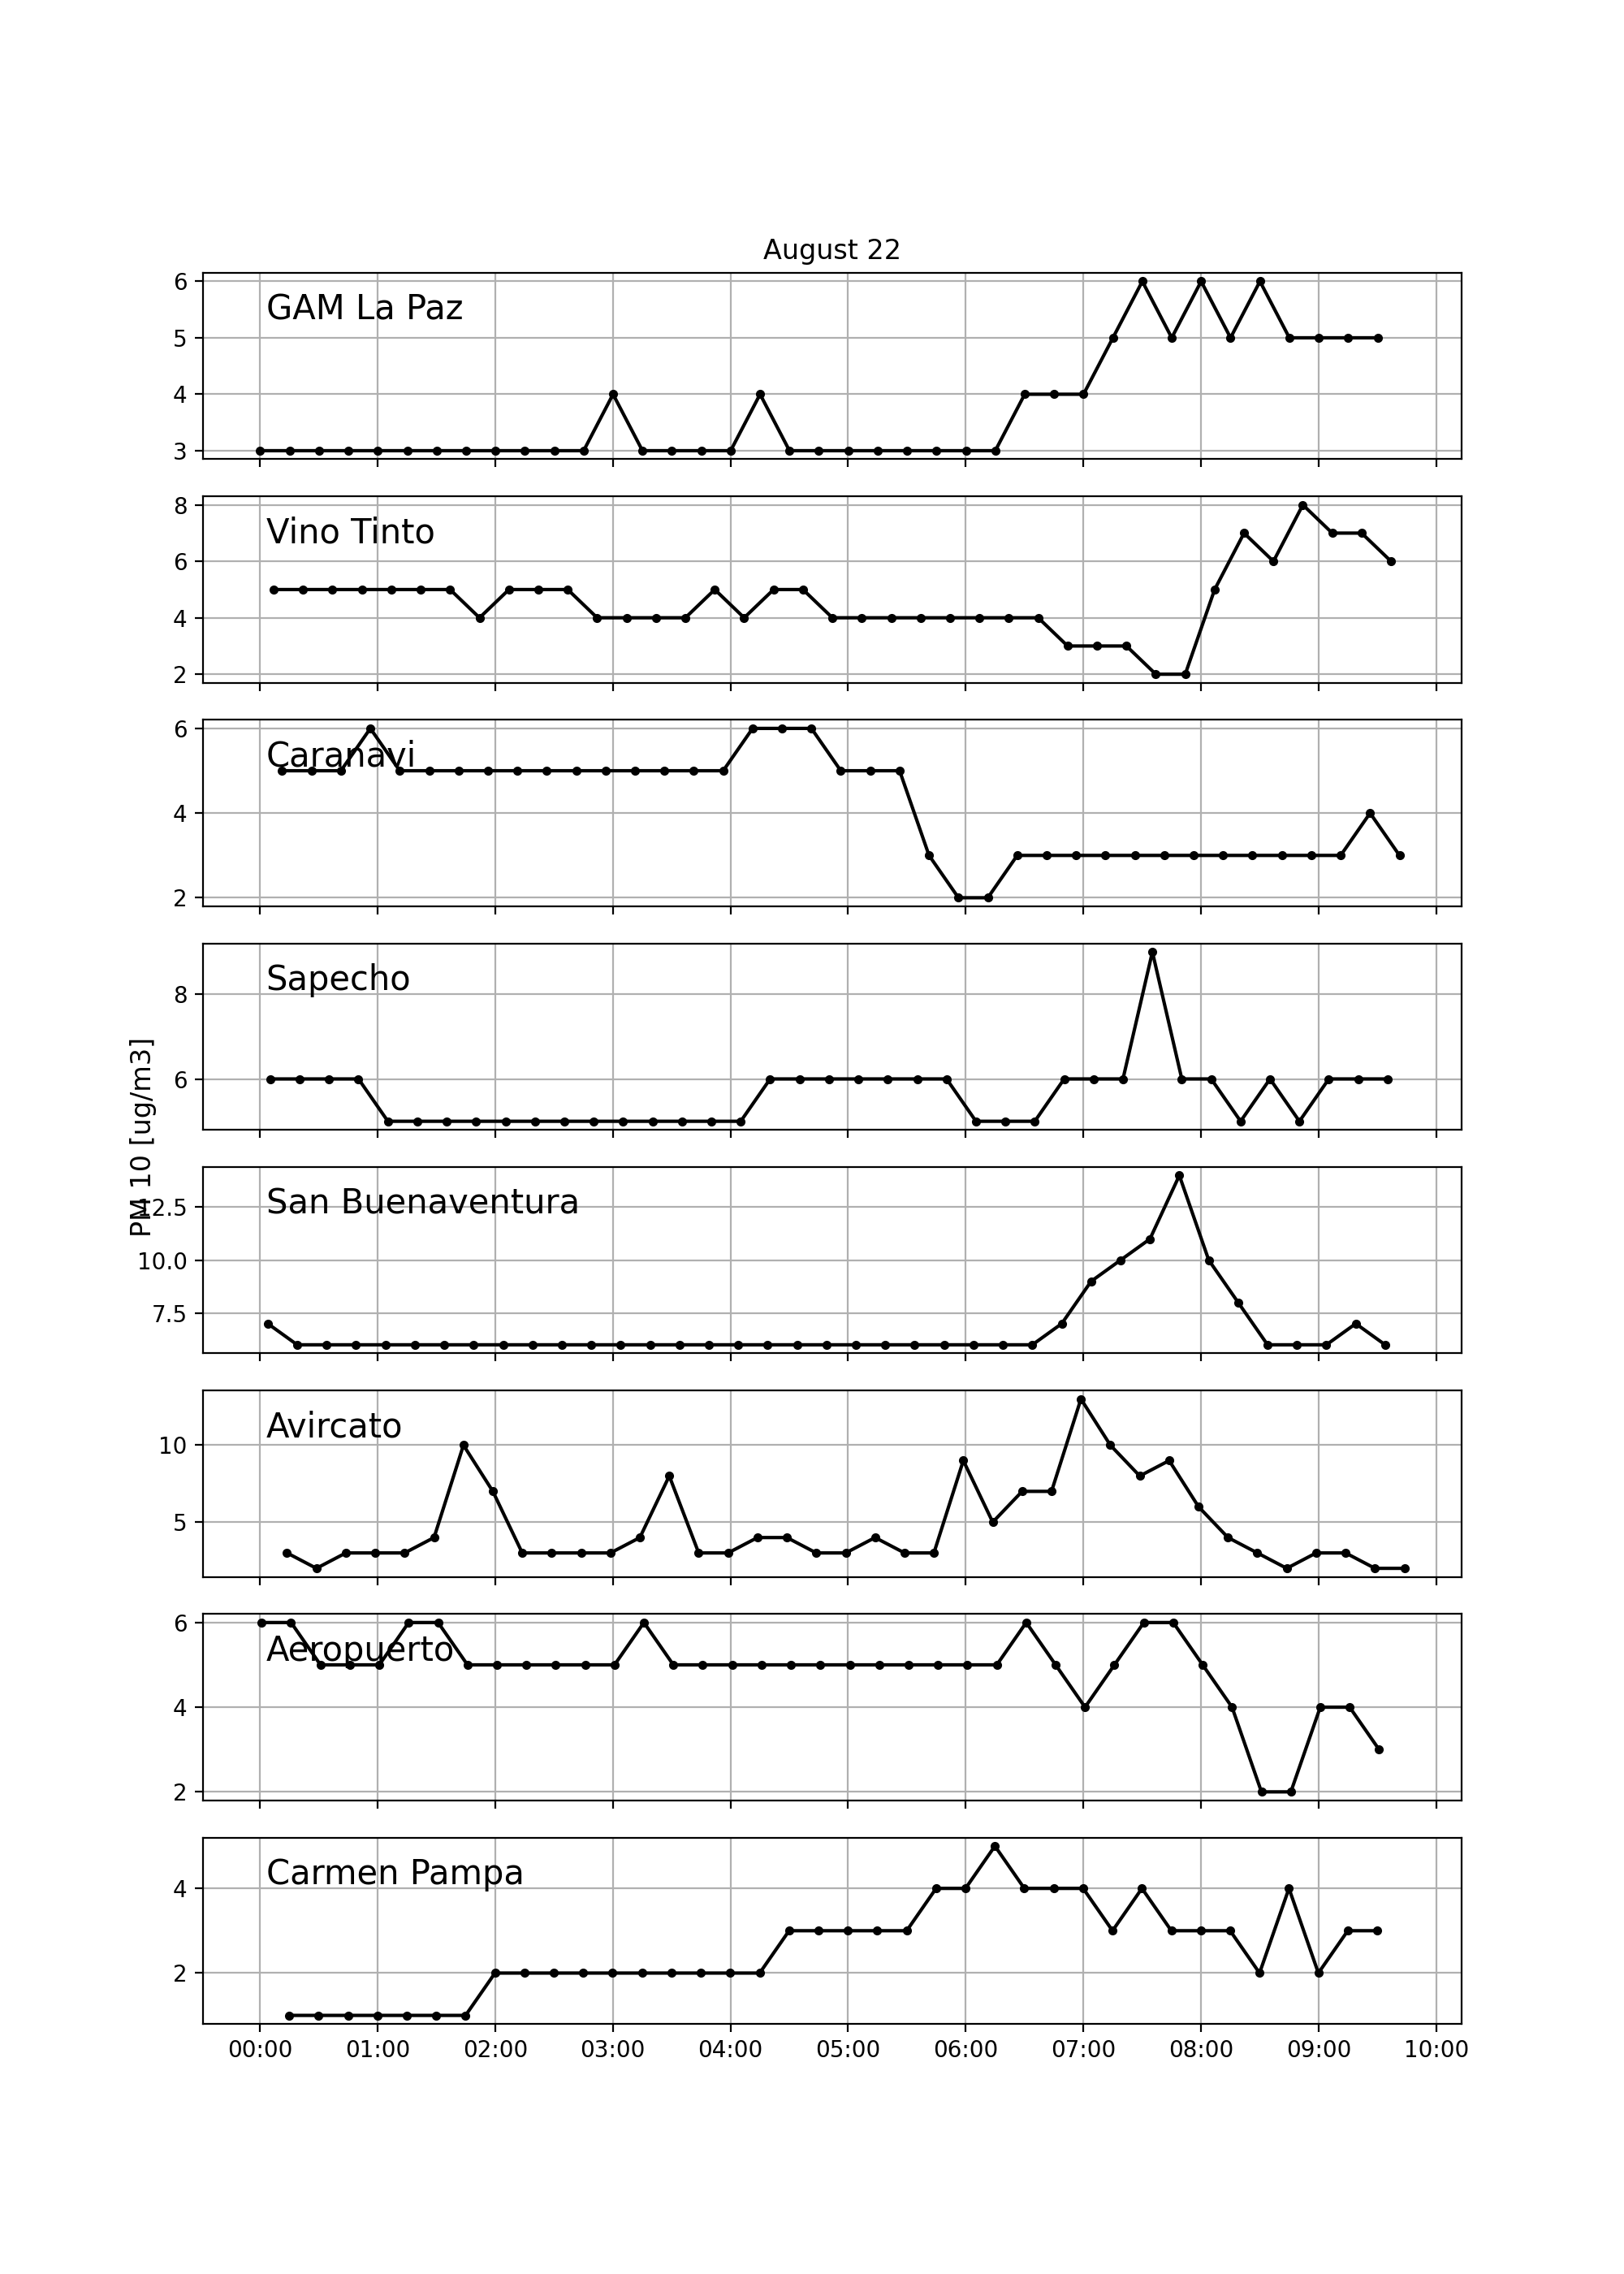 August 22
PM 10 [ug/m3]
GAM La Paz
6
5
4
3
Vino Tinto
8
6
4
2
Caranavi
6
4
2
Sapecho
8
6
San Buenaventura
12.5
10.0
7.5
Avircato
10
5
Aeropuerto
6
4
2
Carmen Pampa
4
2
00:00 01:00 02:00 03:00 04:00 05:00 06:00 07:00 08:00 09:00 10:00